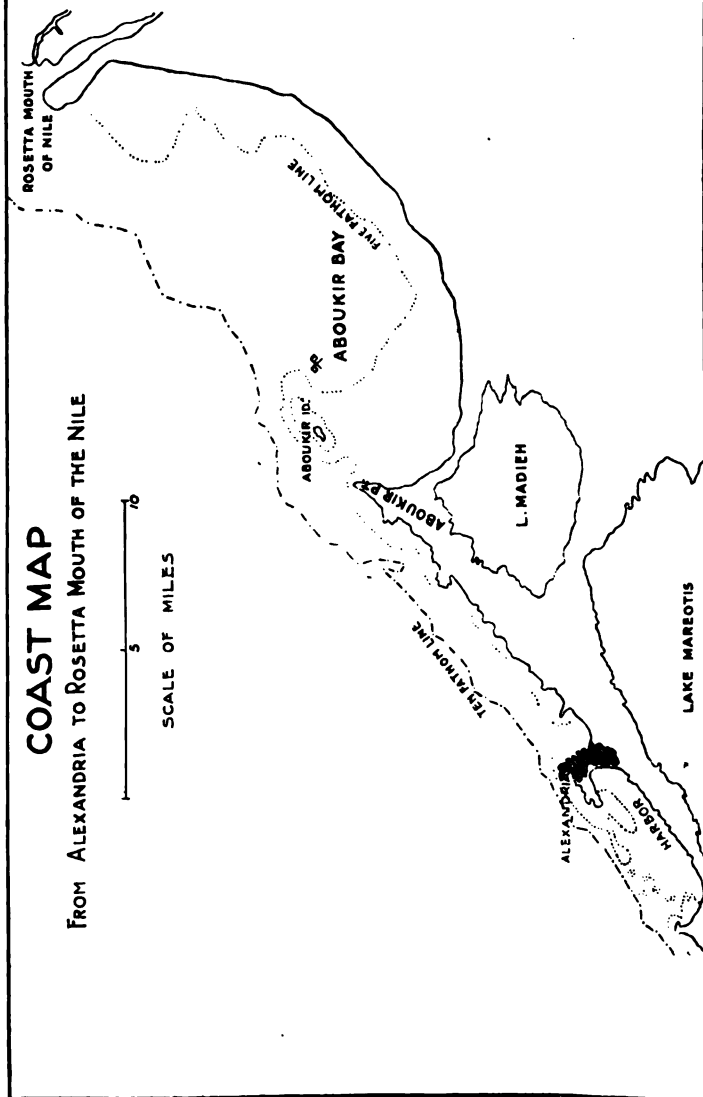 COAST MAP
FROM ALEXANDRIA TO ROSETTA MOUTH OF THE NILE
5
10
SCALE OF MILES
ROSETTA MOUTH
OF NILE
FIVE FATHOM LINE
ABOUKIR BAY
ABOUKIR ID.
ABOUKIR PT.
L. MADIEH
TEN FATHOM LINE
ALEXANDRIA
HARBOR
LAKE MAREOTIS